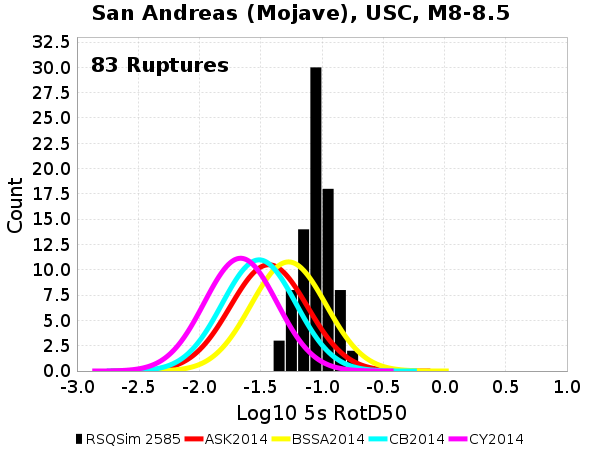 San Andreas (Mojave), USC, M8-8.5
83 Ruptures
Count
32.5
30.0
27.5
25.0
22.5
20.0
17.5
15.0
12.5
10.0
7.5
5.0
2.5
0.0
-3.0 -2.5 -2.0 -1.5 -1.0 -0.5 0.0 0.5 1.0
Log10 5s RotD50
RSQSim 2585 ASK2014 BSSA2014 CB2014 CY2014